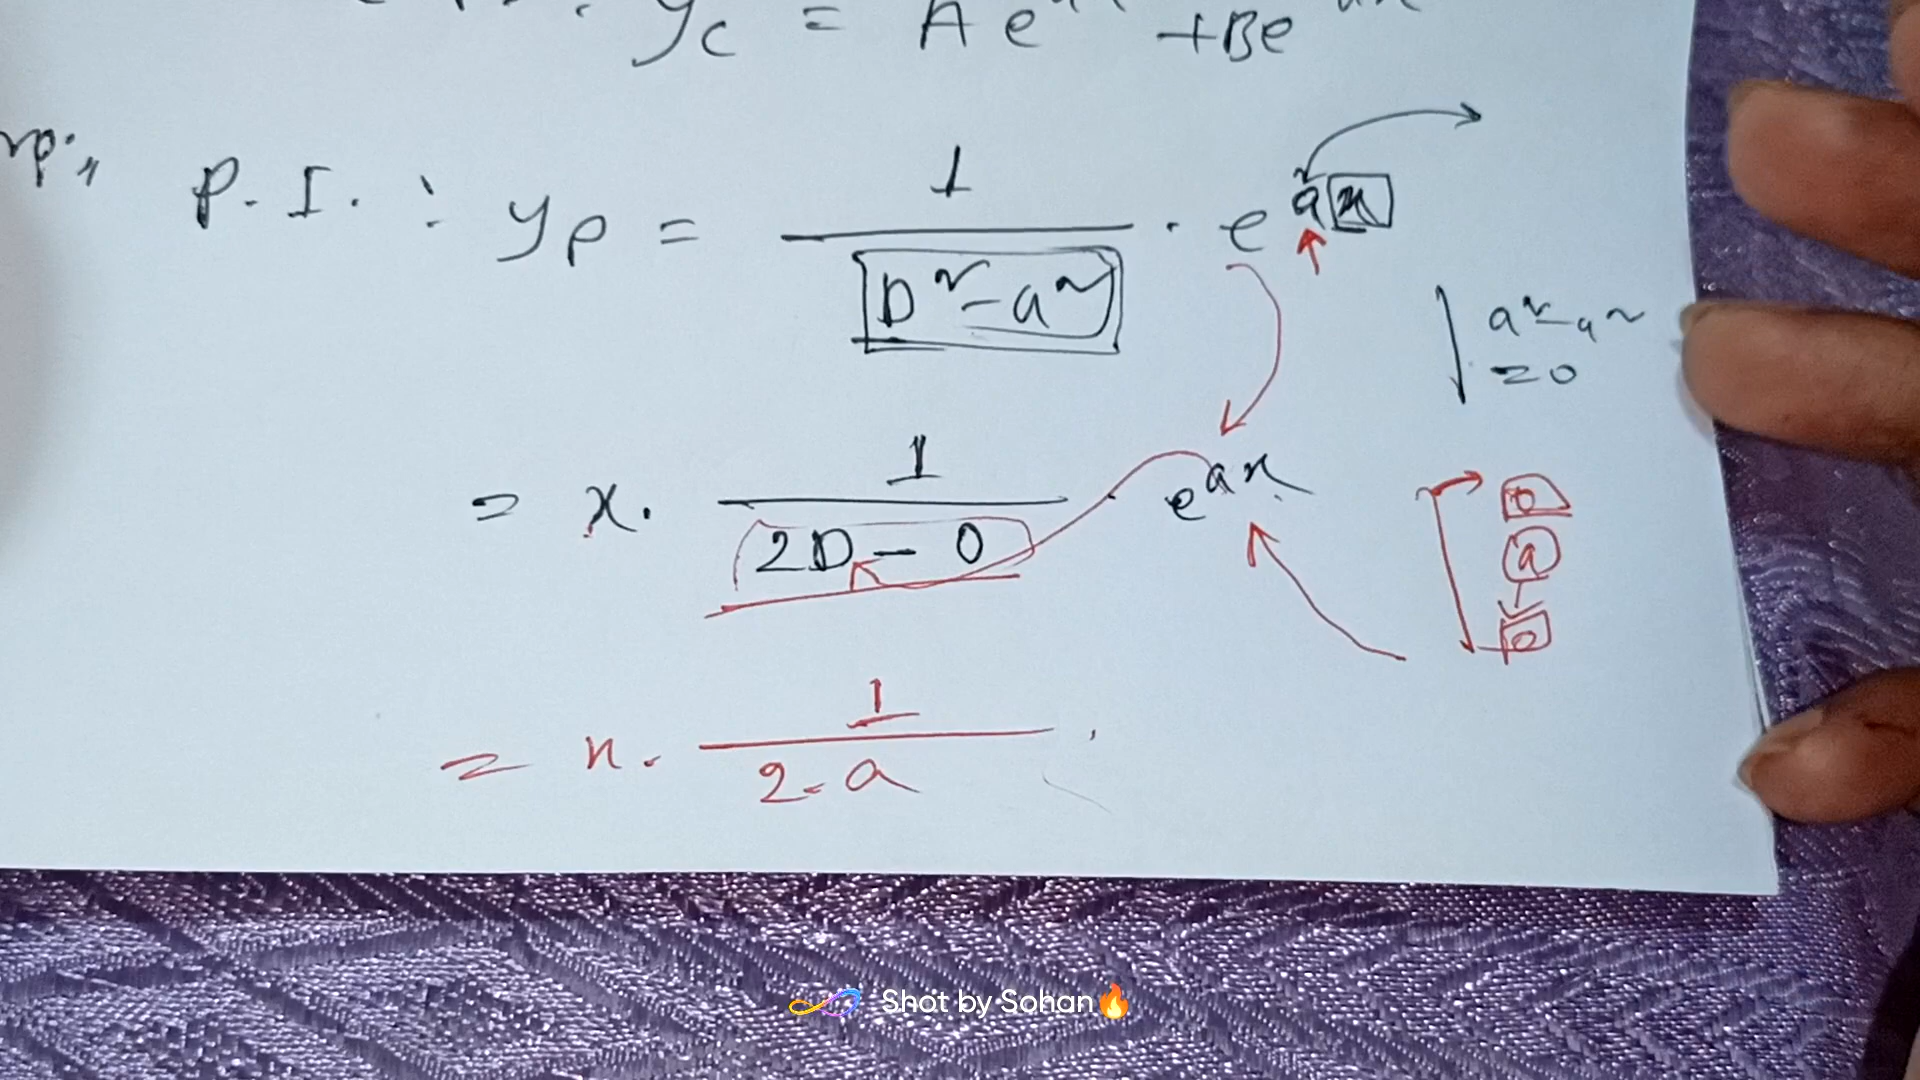 yc = Ae +Be
P.I. : yp = 1 / D² - a² · e^ax
a² - a²
= 0
= x. 1 / 2D - 0 · e^ax
a
= x. 1 / 2·a ·
Shot by Sohan🔥